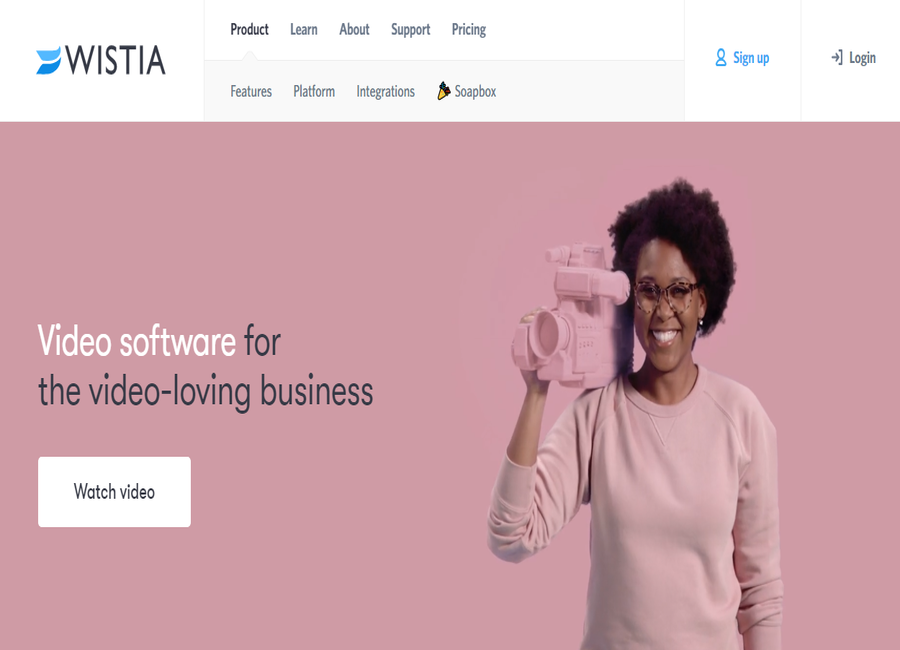 WISTIA
Product Learn About Support Pricing
Features Platform Integrations Soapbox
Sign up
Login
Video software for
the video-loving business
Watch video